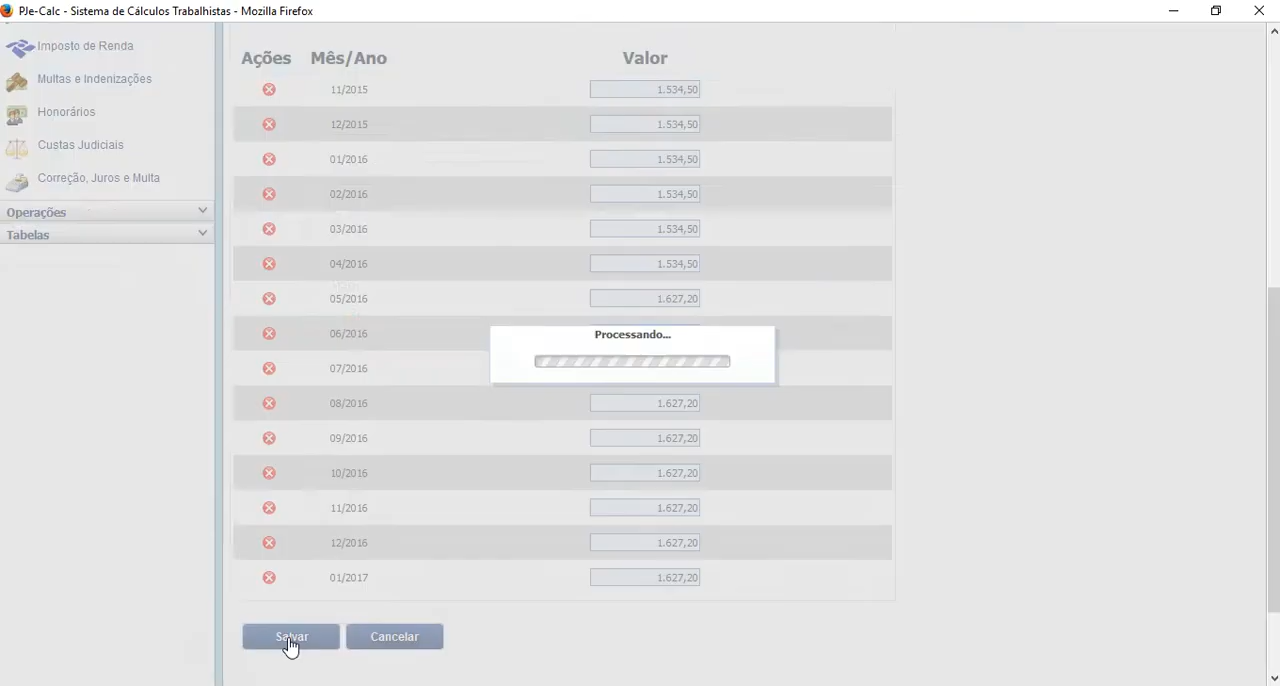 PJe-Calc - Sistema de Cálculos Trabalhistas - Mozilla Firefox
Imposto de Renda
Multas e Indenizações
Honorários
Custas Judiciais
Correção, Juros e Multa
Operações
Tabelas
Ações Mês/Ano Valor
11/2015 1.534,50
12/2015 1.534,50
01/2016 1.534,50
02/2016 1.534,50
03/2016 1.534,50
04/2016 1.534,50
05/2016 1.627,20
06/2016
Processando...
07/2016
08/2016 1.627,20
09/2016 1.627,20
10/2016 1.627,20
11/2016 1.627,20
12/2016 1.627,20
01/2017 1.627,20
Salvar Cancelar